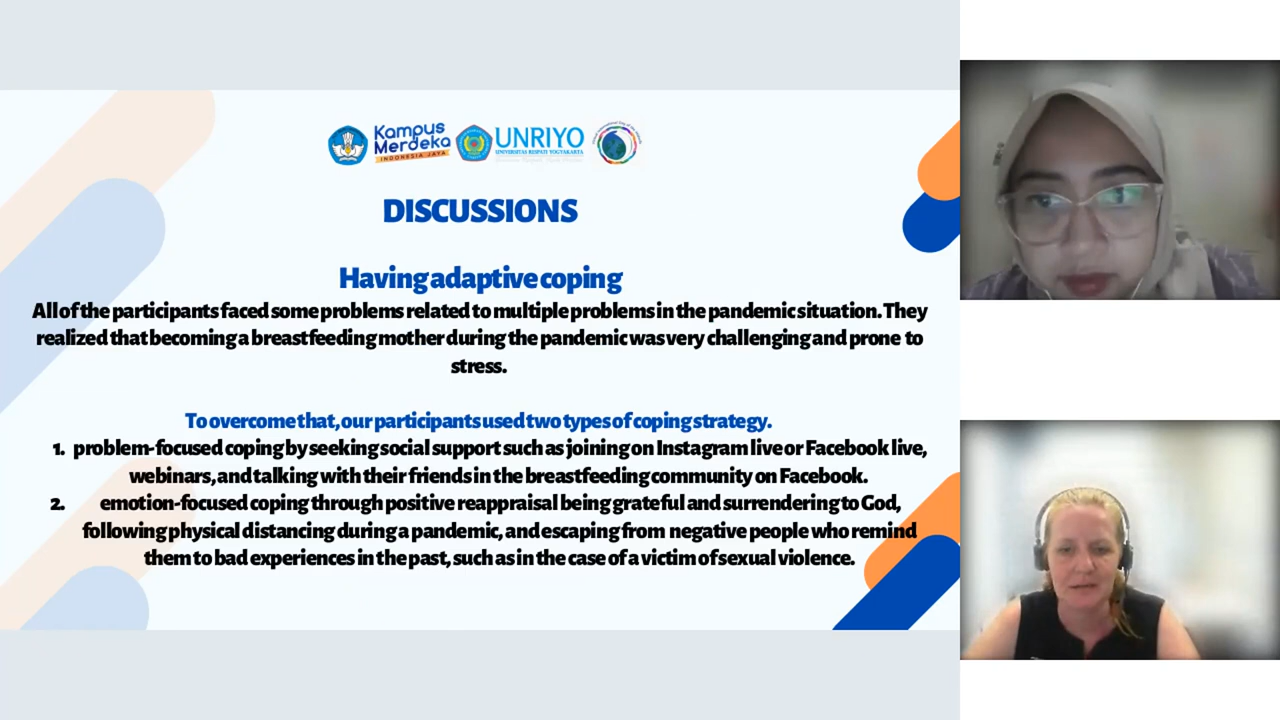 Kampus
Merdeka
INDONESIA JAYA
UNRIYO
UNIVERSITAS RESPATI YOGYAKARTA
DISCUSSIONS
Having adaptive coping
All of the participants faced some problems related to multiple problems in the pandemic situation. They
realized that becoming a breastfeeding mother during the pandemic was very challenging and prone to
stress.
To overcome that, our participants used two types of coping strategy.
1. problem-focused coping by seeking social support such as joining on Instagram live or Facebook live,
webinars, and talking with their friends in the breastfeeding community on Facebook.
2. emotion-focused coping through positive reappraisal being grateful and surrendering to God,
following physical distancing during a pandemic, and escaping from negative people who remind
them to bad experiences in the past, such as in the case of a victim of sexual violence.